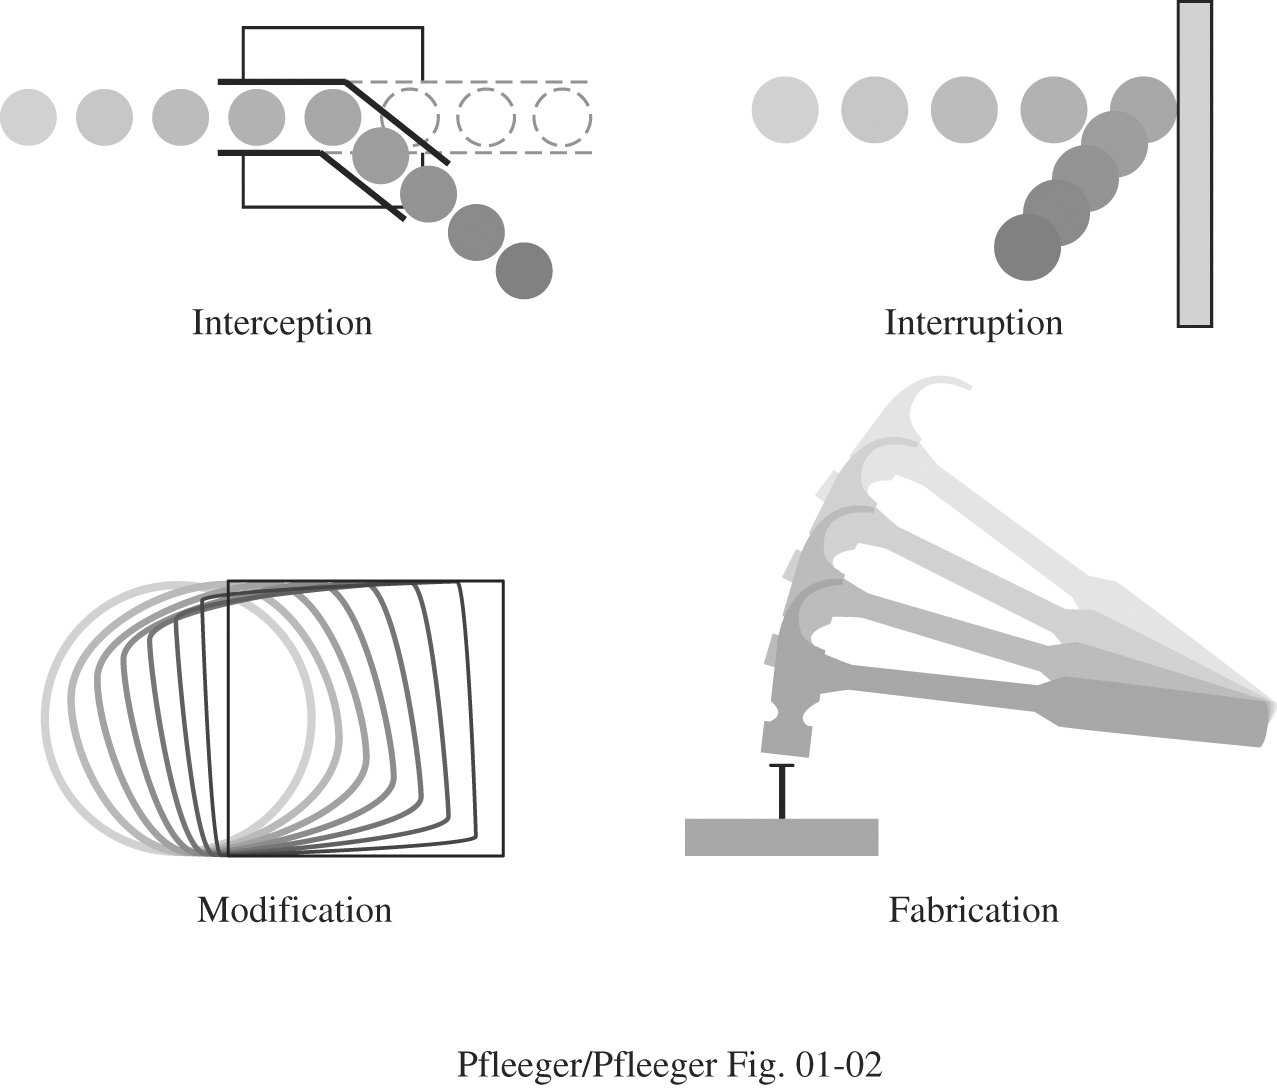 Interception
Interruption
Modification
Fabrication
Pfleeger/Pfleeger Fig. 01-02